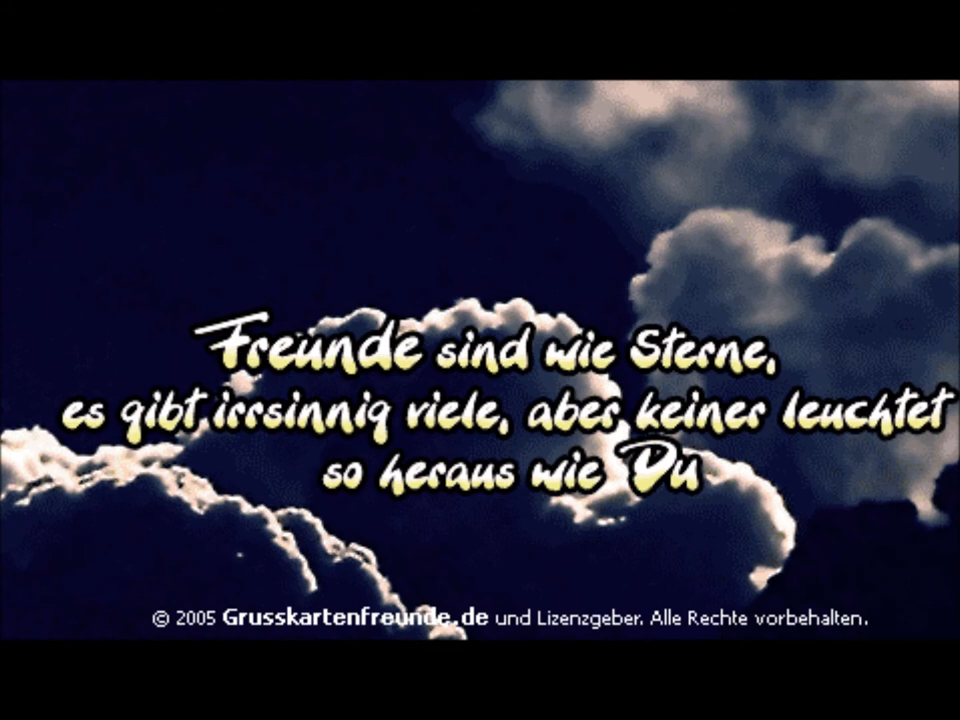 Freunde sind wie Sterne,
es gibt irrsinnig viele, aber keiner leuchtet
so heraus wie Du
© 2005 Grusskartenfreunde.de und Lizenzgeber. Alle Rechte vorbehalten.